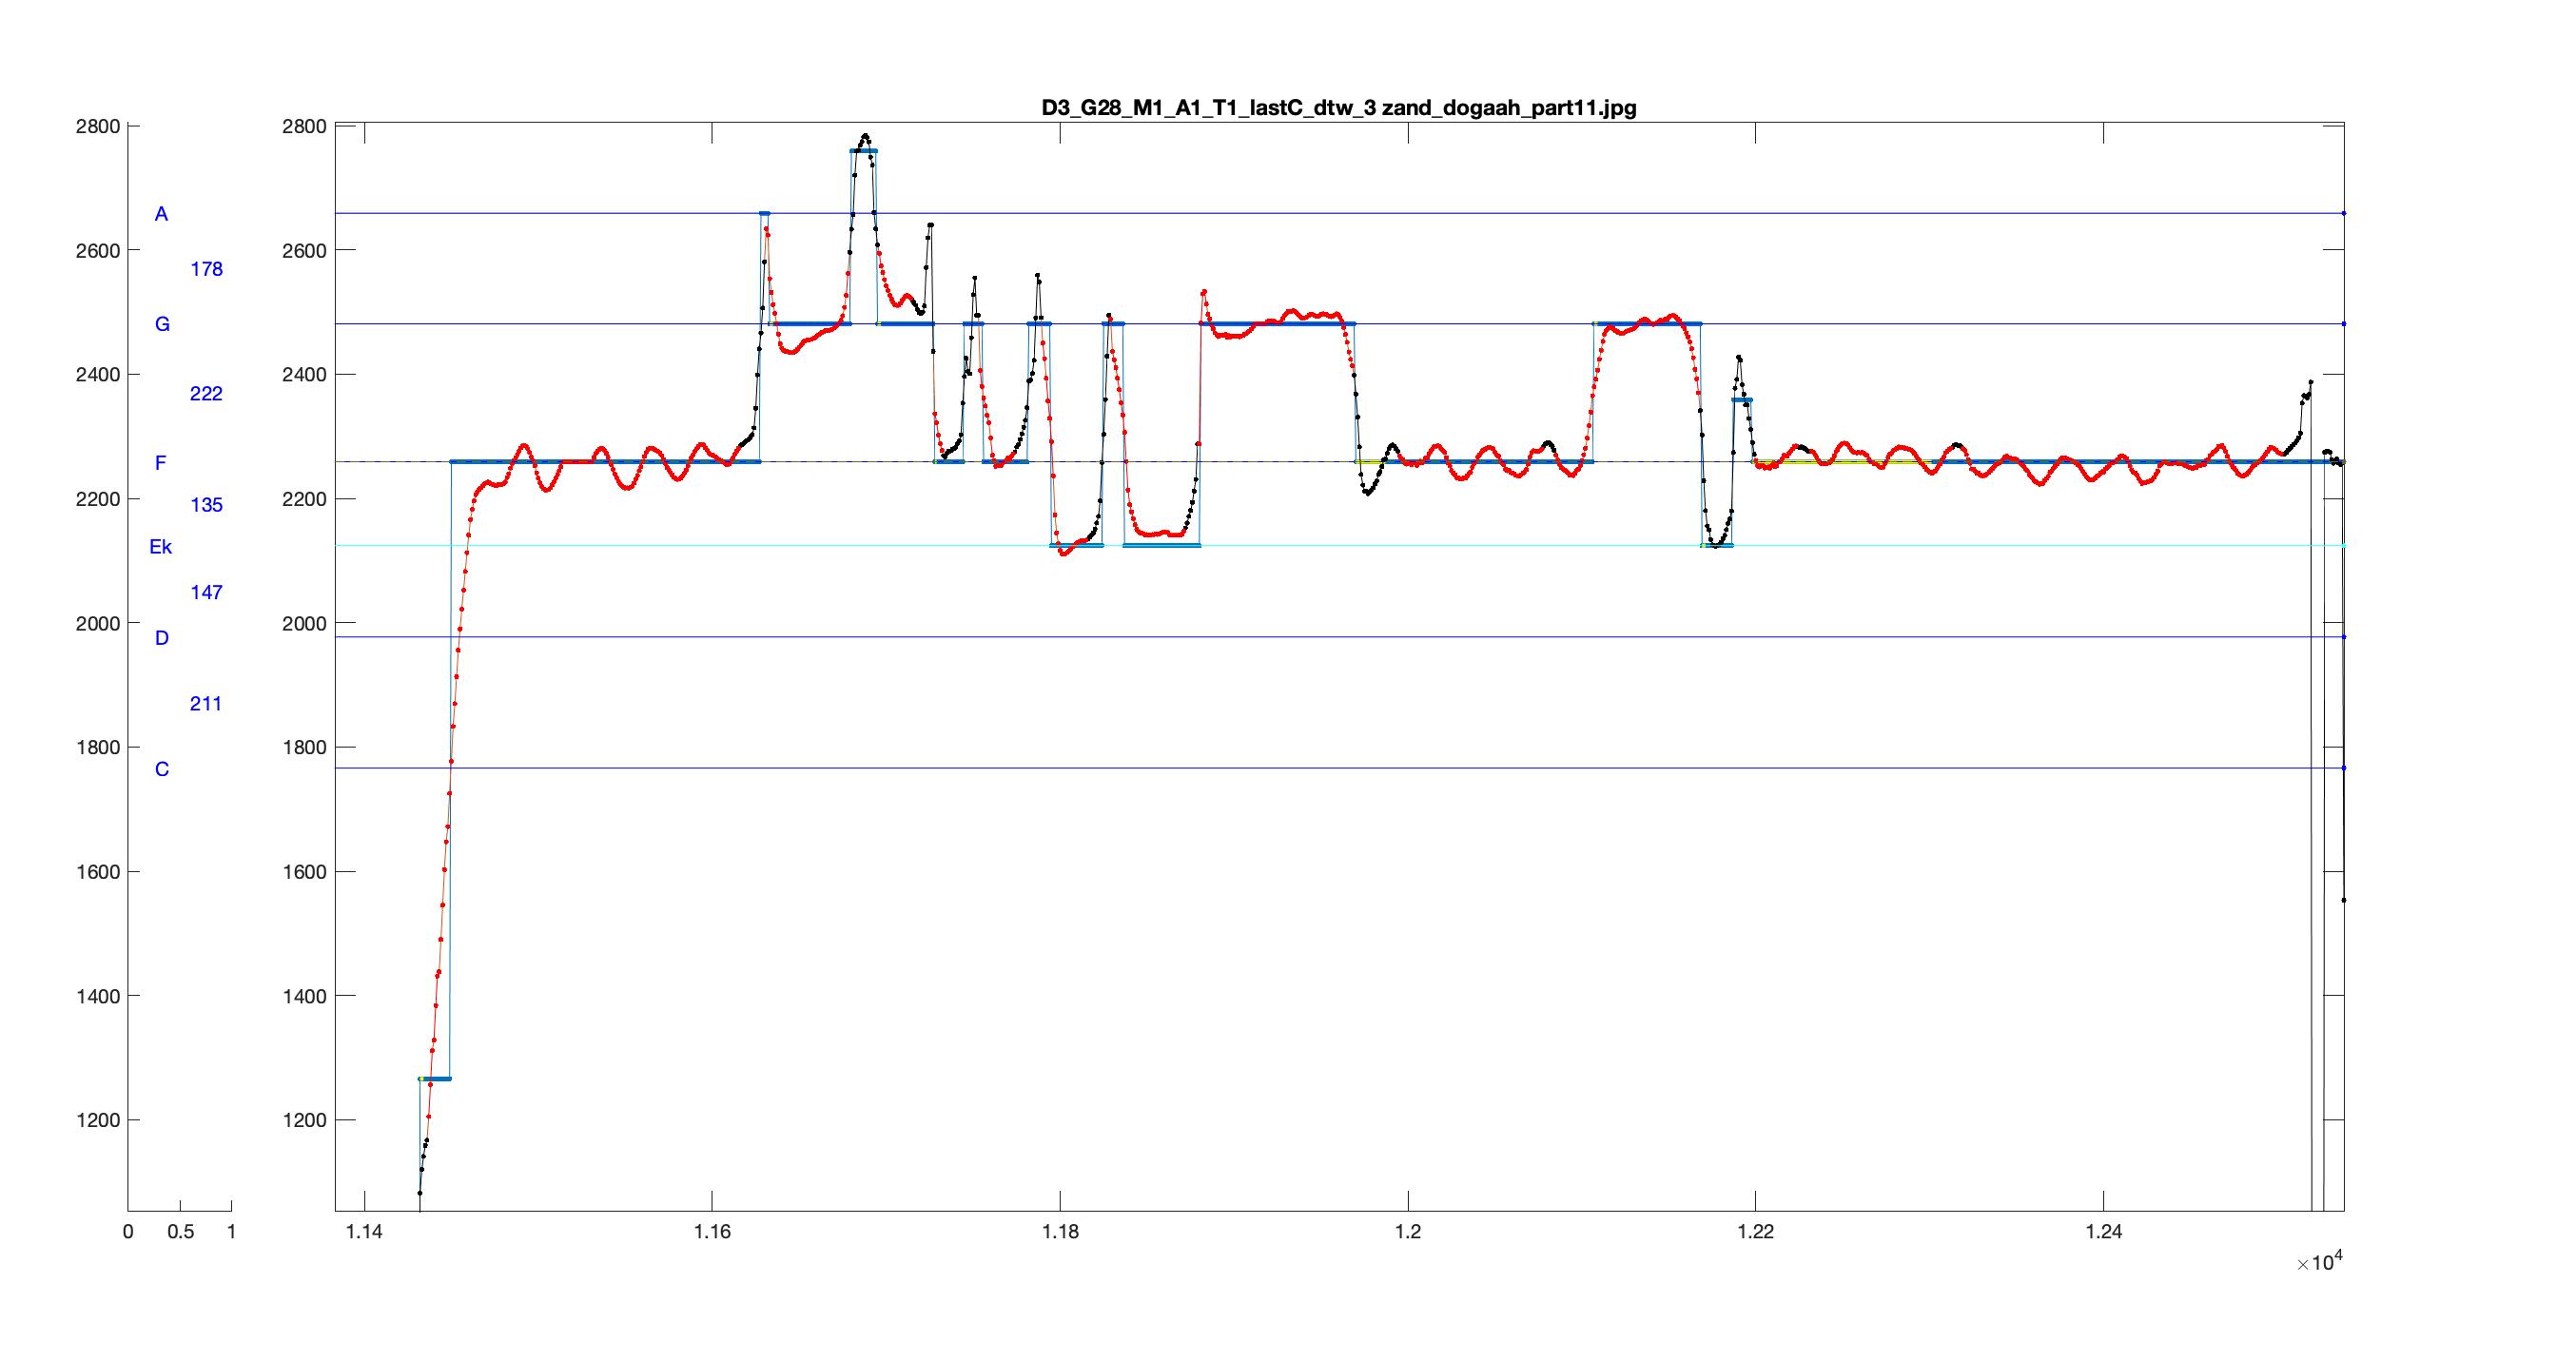 D3_G28_M1_A1_T1_lastC_dtw_3 zand_dogaah_part11.jpg
2800 2800
A
2600 178 2600
G
2400 222 2400
F
2200 135 2200
Ek
147
2000 D 2000
211
1800 C 1800
1600 1600
1400 1400
1200 1200
0 0.5 1 1.14 1.16 1.18 1.2 1.22 1.24
×10⁴